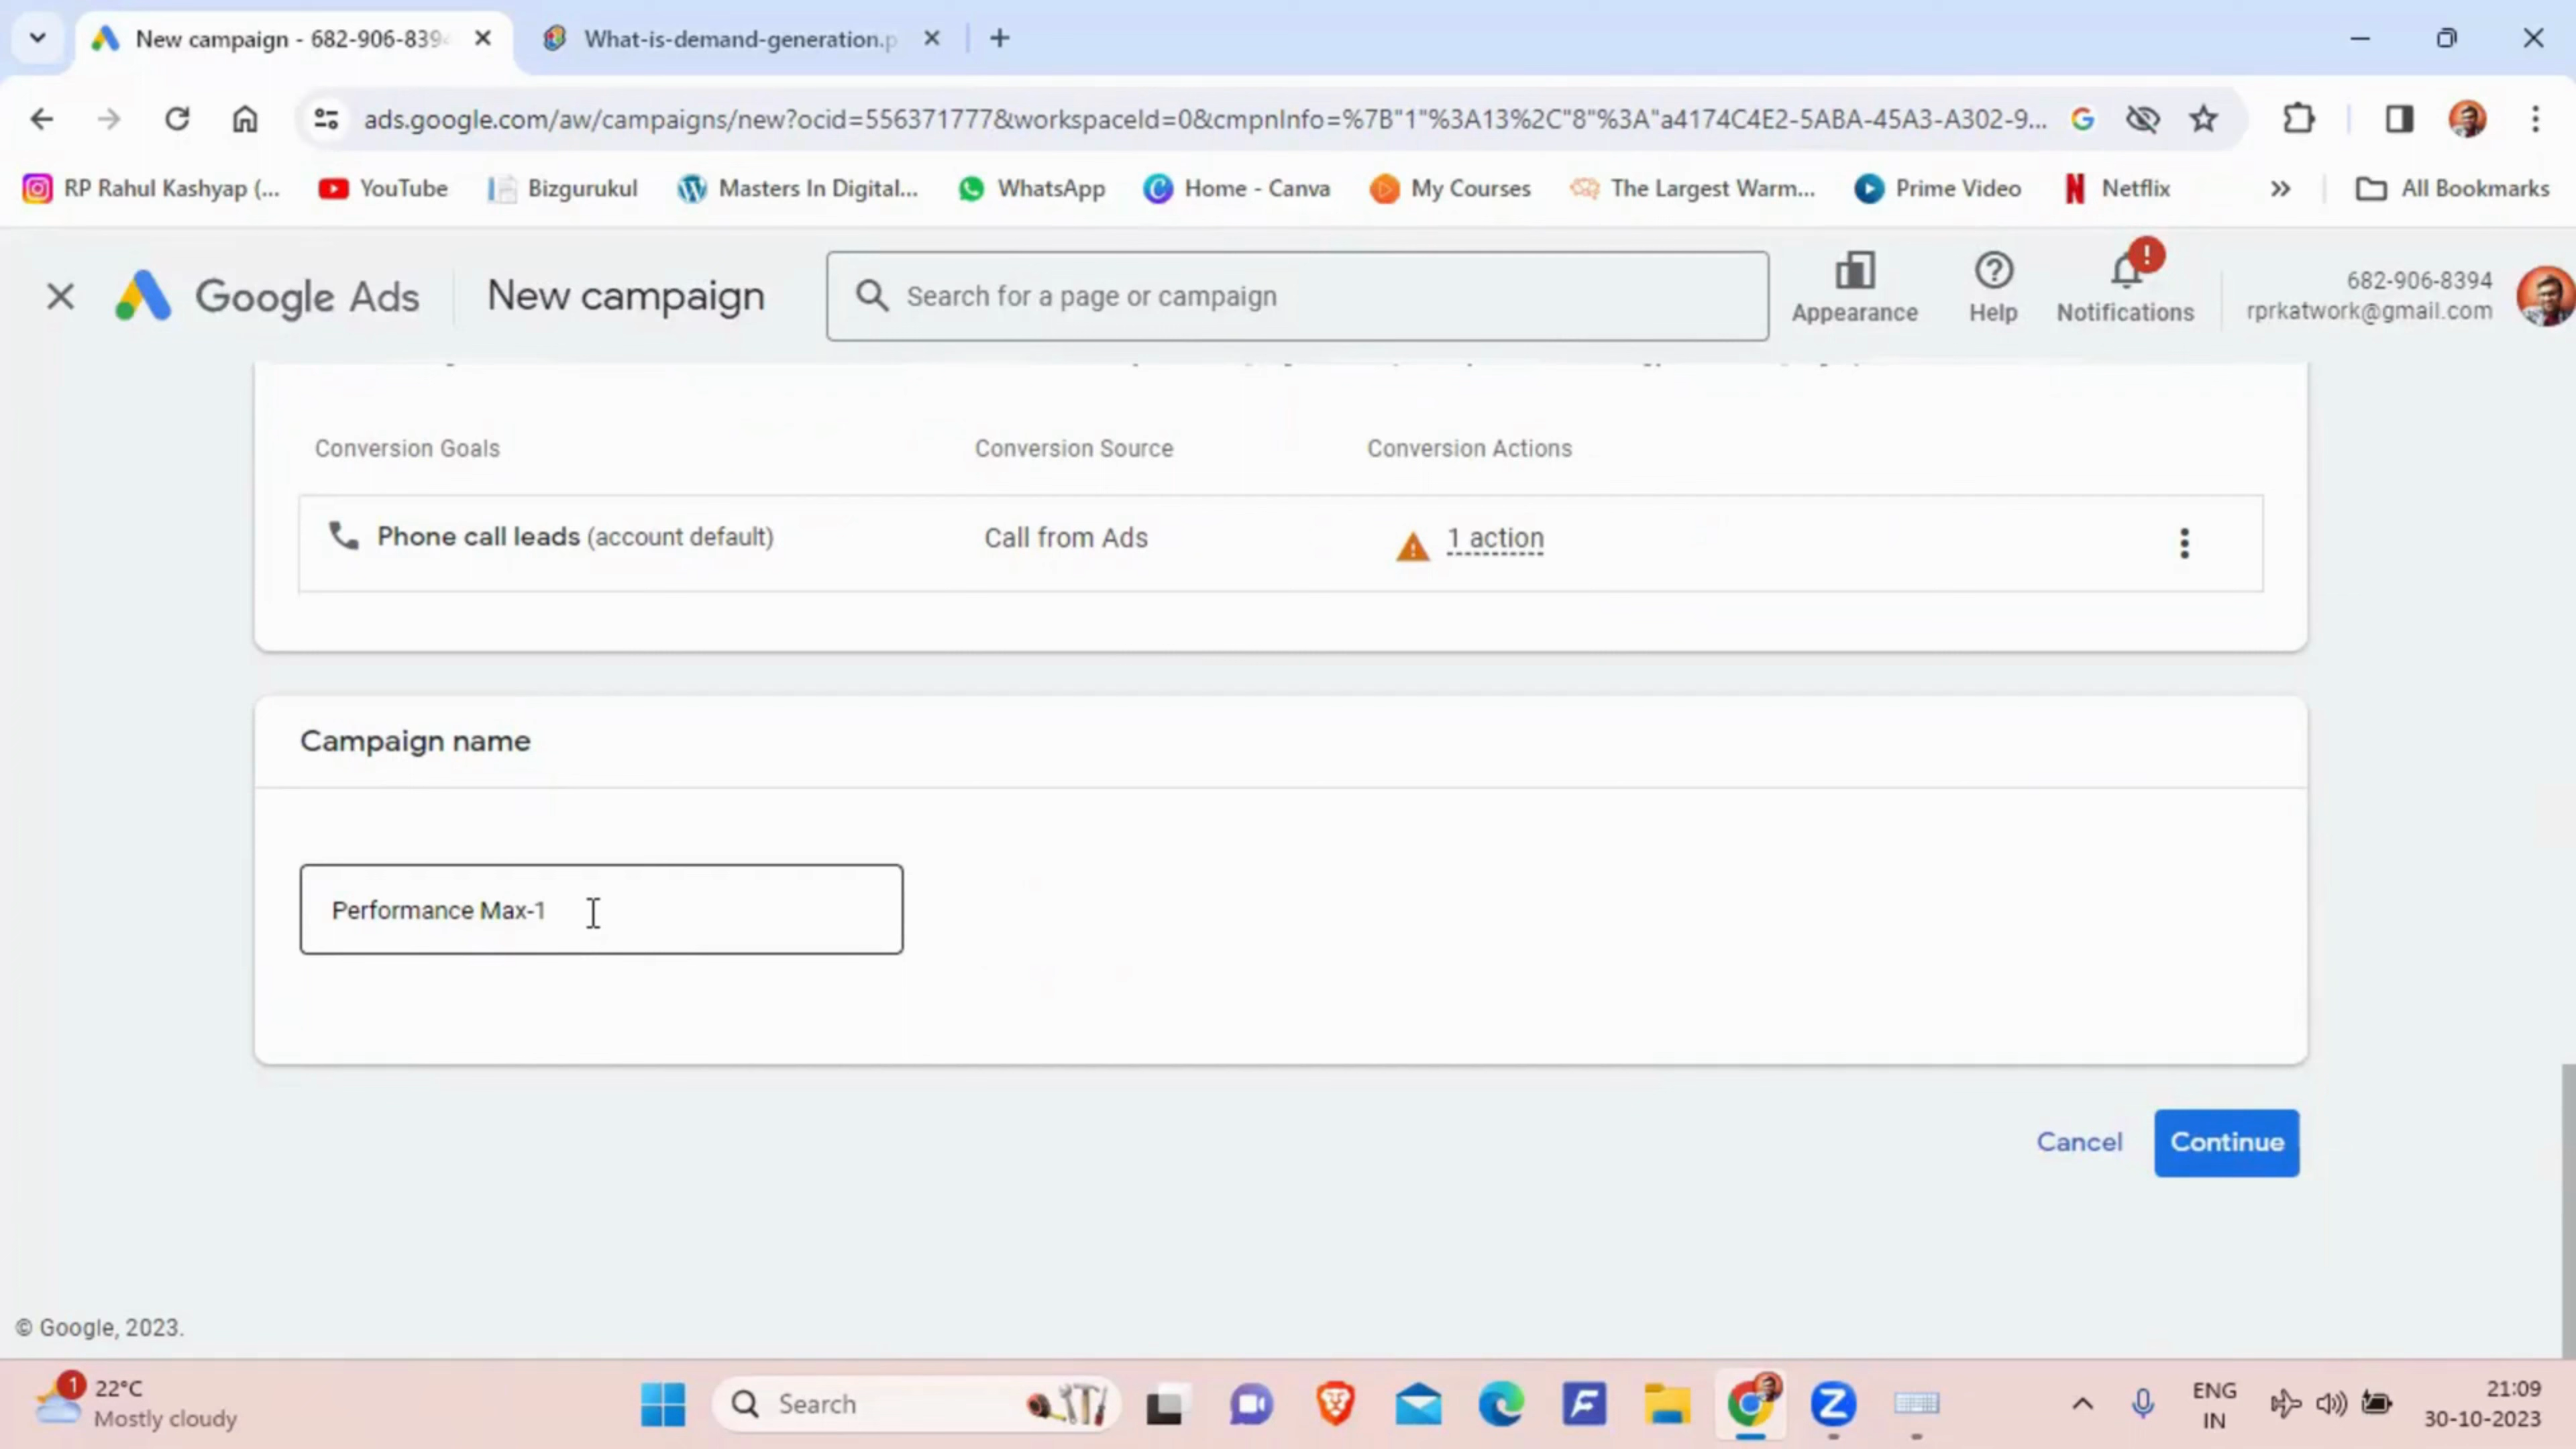 New campaign - 682-906-839
What-is-demand-generation.p
ads.google.com/aw/campaigns/new?ocid=556371777&workspaceId=0&cmpnInfo=%7B"1"%3A13%2C"8"%3A"a4174C4E2-5ABA-45A3-A302-9...
RP Rahul Kashyap (...
YouTube
Bizgurukul
Masters In Digital...
WhatsApp
Home - Canva
My Courses
The Largest Warm...
Prime Video
Netflix
All Bookmarks
Google Ads
New campaign
Search for a page or campaign
Appearance
Help
Notifications
682-906-8394
rprkatwork@gmail.com
Conversion Goals
Conversion Source
Conversion Actions
Phone call leads (account default)
Call from Ads
1 action
Campaign name
Performance Max-1
Cancel
Continue
© Google, 2023.
1
22°C
Mostly cloudy
Search
ENG
IN
21:09
30-10-2023